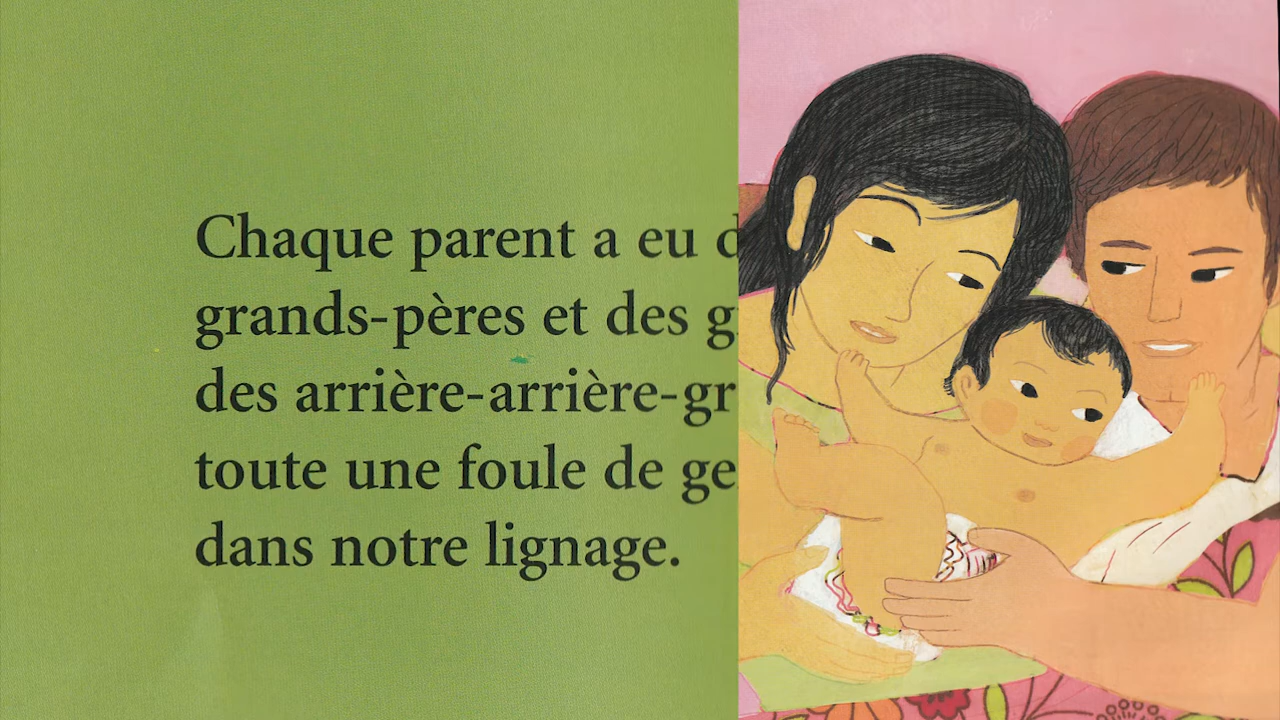 Chaque parent a eu
grands-pères et des
des arrière-arrière-
toute une foule de
dans notre lignage.